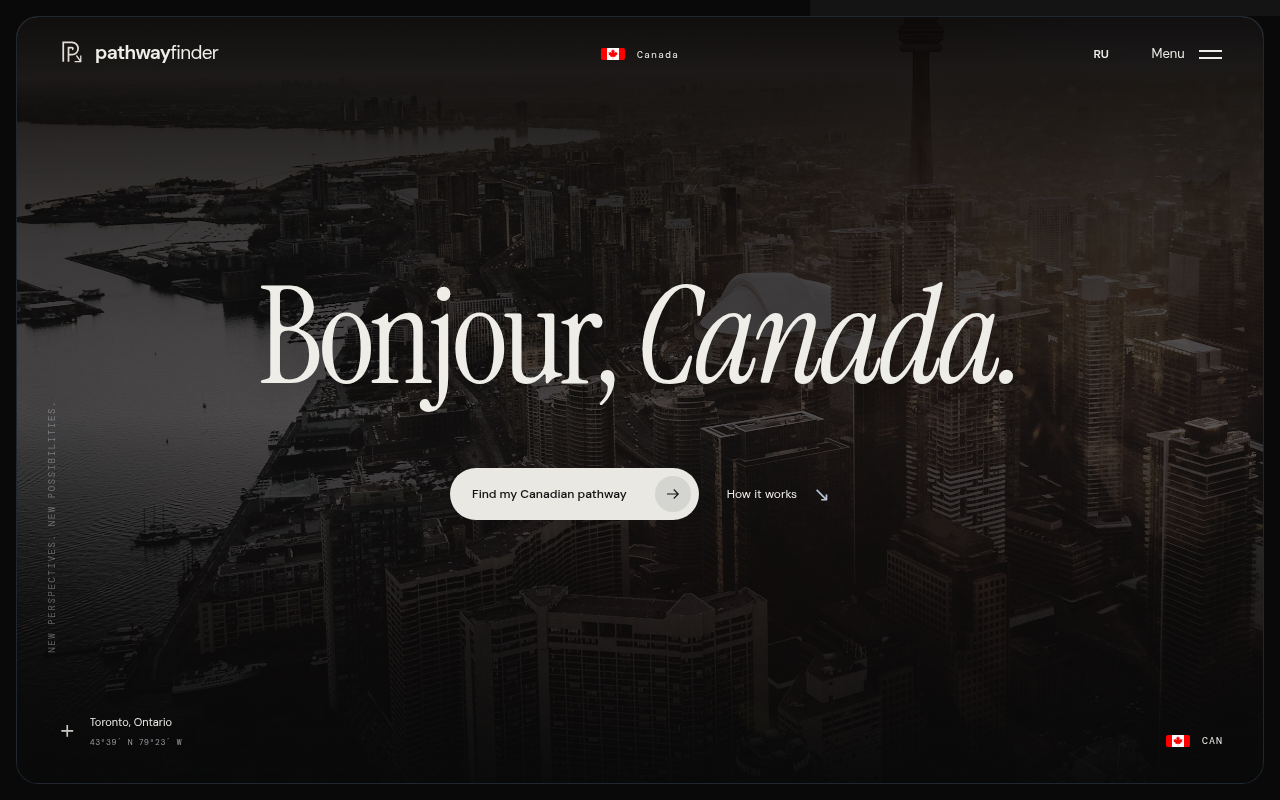 pathwayfinder
Canada
RU
Menu
Bonjour, Canada.
Find my Canadian pathway
How it works
NEW PERSPECTIVES. NEW POSSIBILITIES.
Toronto, Ontario
43°39´ N 79°23´ W
CAN